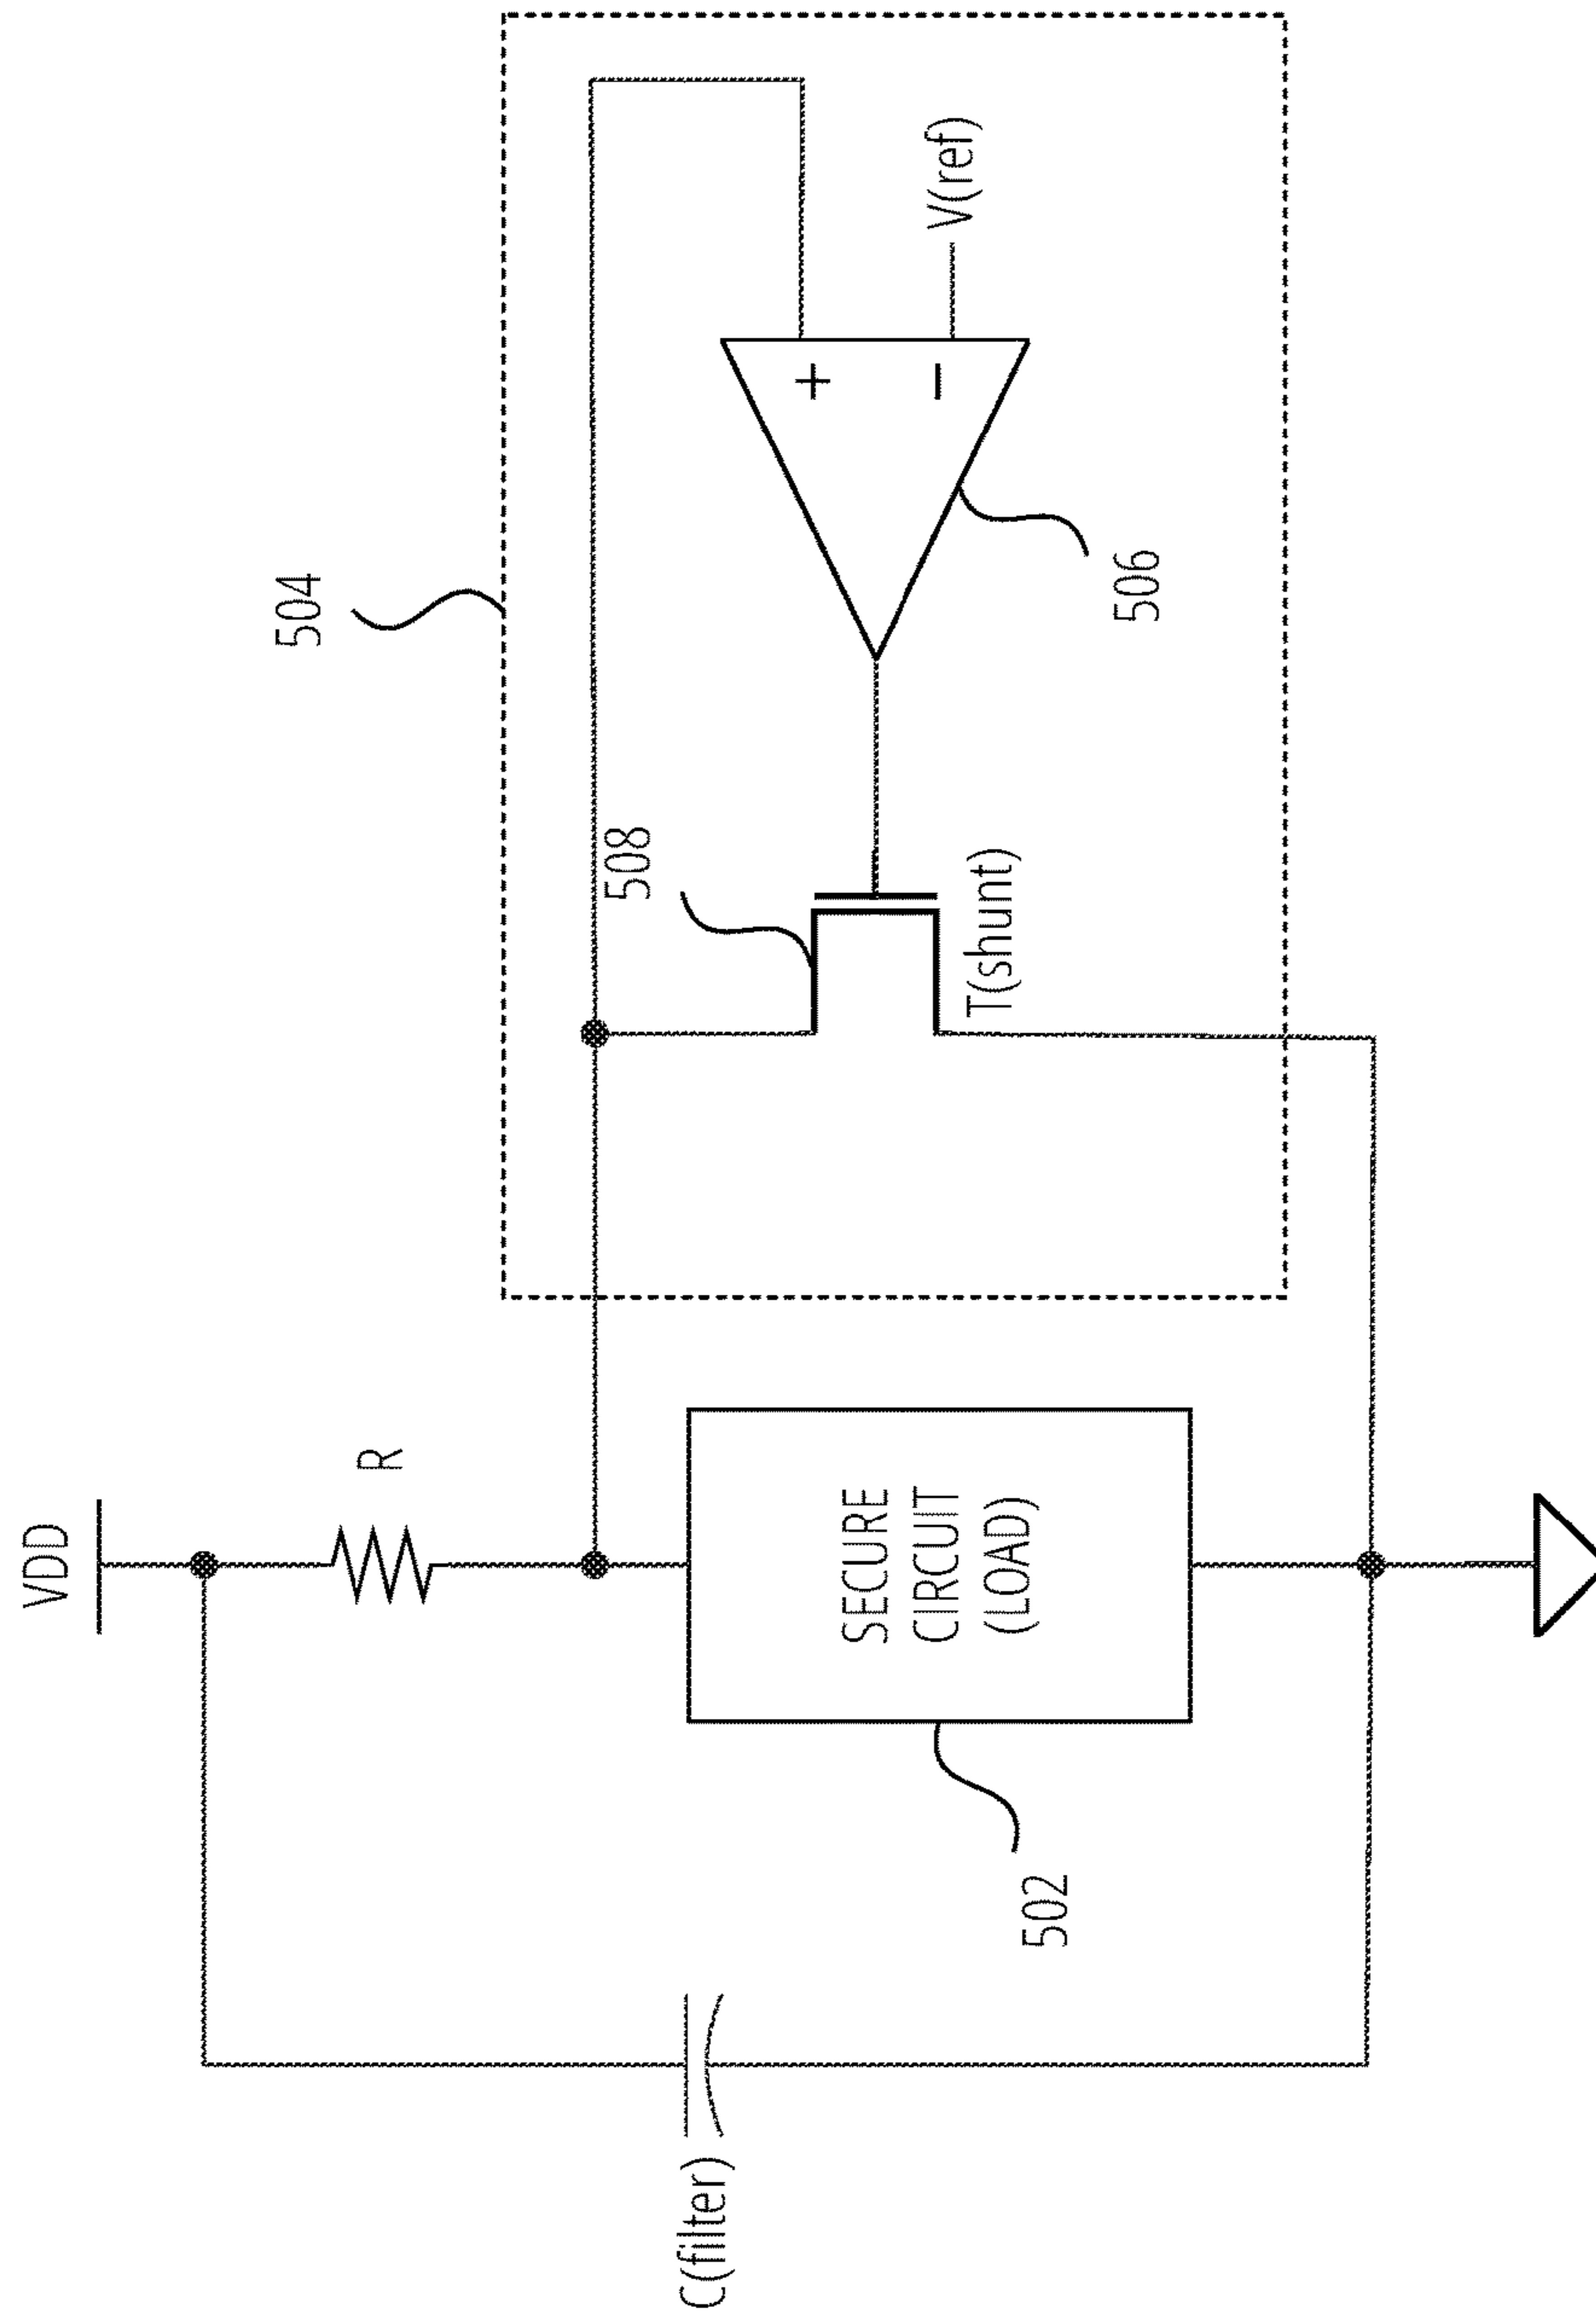 VDD
R
504
508
T(shunt)
506
+
−
V(ref)
SECURE
CIRCUIT
(LOAD)
502
C(filter)